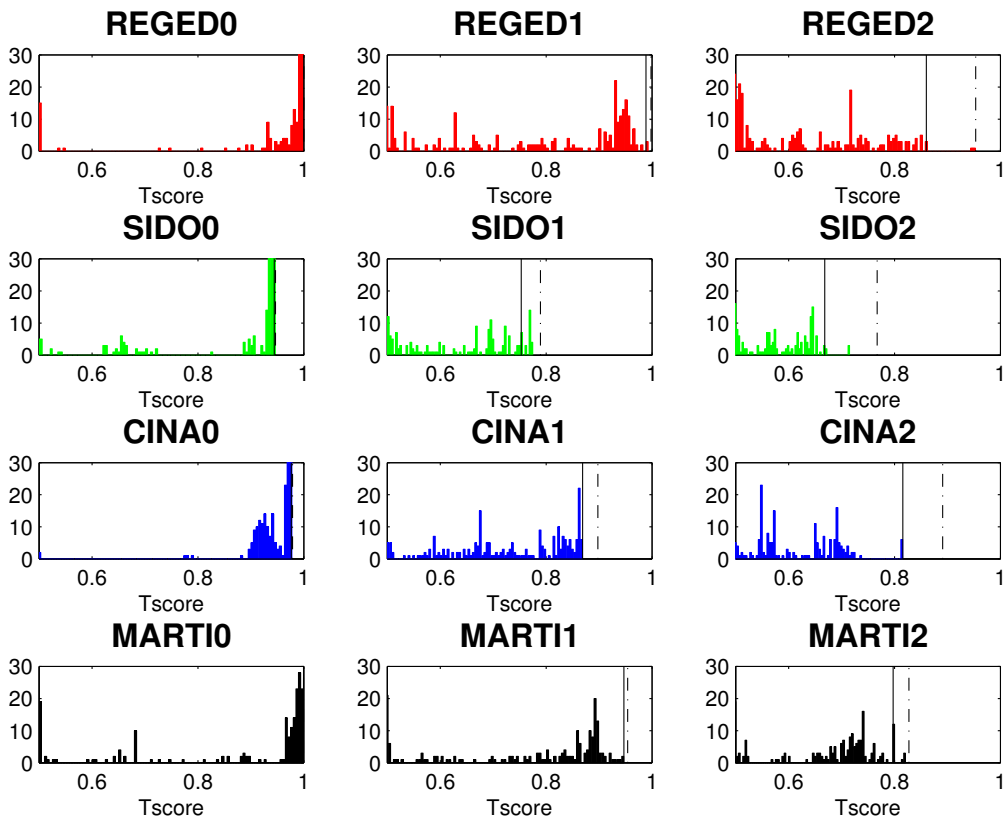 REGED0 REGED1 REGED2
30 30 30
20 20 20
10 10 10
0 0 0
0.6 0.8 1 0.6 0.8 1 0.6 0.8 1
Tscore Tscore Tscore
SIDO0 SIDO1 SIDO2
30 30 30
20 20 20
10 10 10
0 0 0
0.6 0.8 1 0.6 0.8 1 0.6 0.8 1
Tscore Tscore Tscore
CINA0 CINA1 CINA2
30 30 30
20 20 20
10 10 10
0 0 0
0.6 0.8 1 0.6 0.8 1 0.6 0.8 1
Tscore Tscore Tscore
MARTI0 MARTI1 MARTI2
30 30 30
20 20 20
10 10 10
0 0 0
0.6 0.8 1 0.6 0.8 1 0.6 0.8 1
Tscore Tscore Tscore